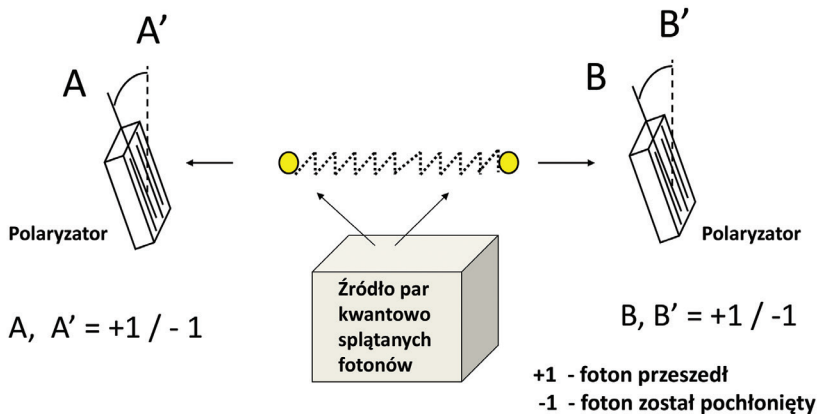 A’
A
B’
B
Polaryzator
Polaryzator
Źródło par
kwantowo
splątanych
fotonów
A, A’ = +1 / - 1
B, B’ = +1 / -1
+1 - foton przeszedł
-1 - foton został pochłonięty